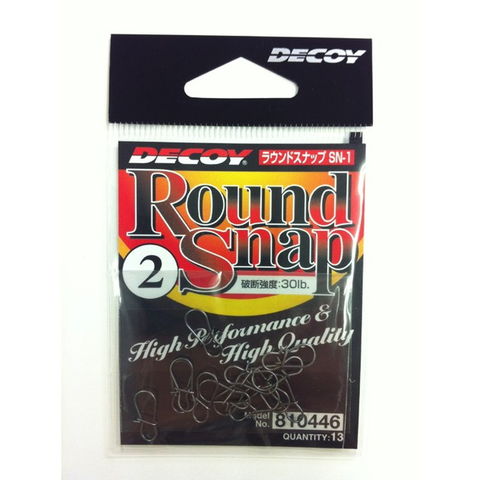 DECOY
DECOY ラウンドスナップ SN-1
Round
Snap
2
破断強度:30lb.
High Performance &
High Quality
Model
No. 810446
QUANTITY:13